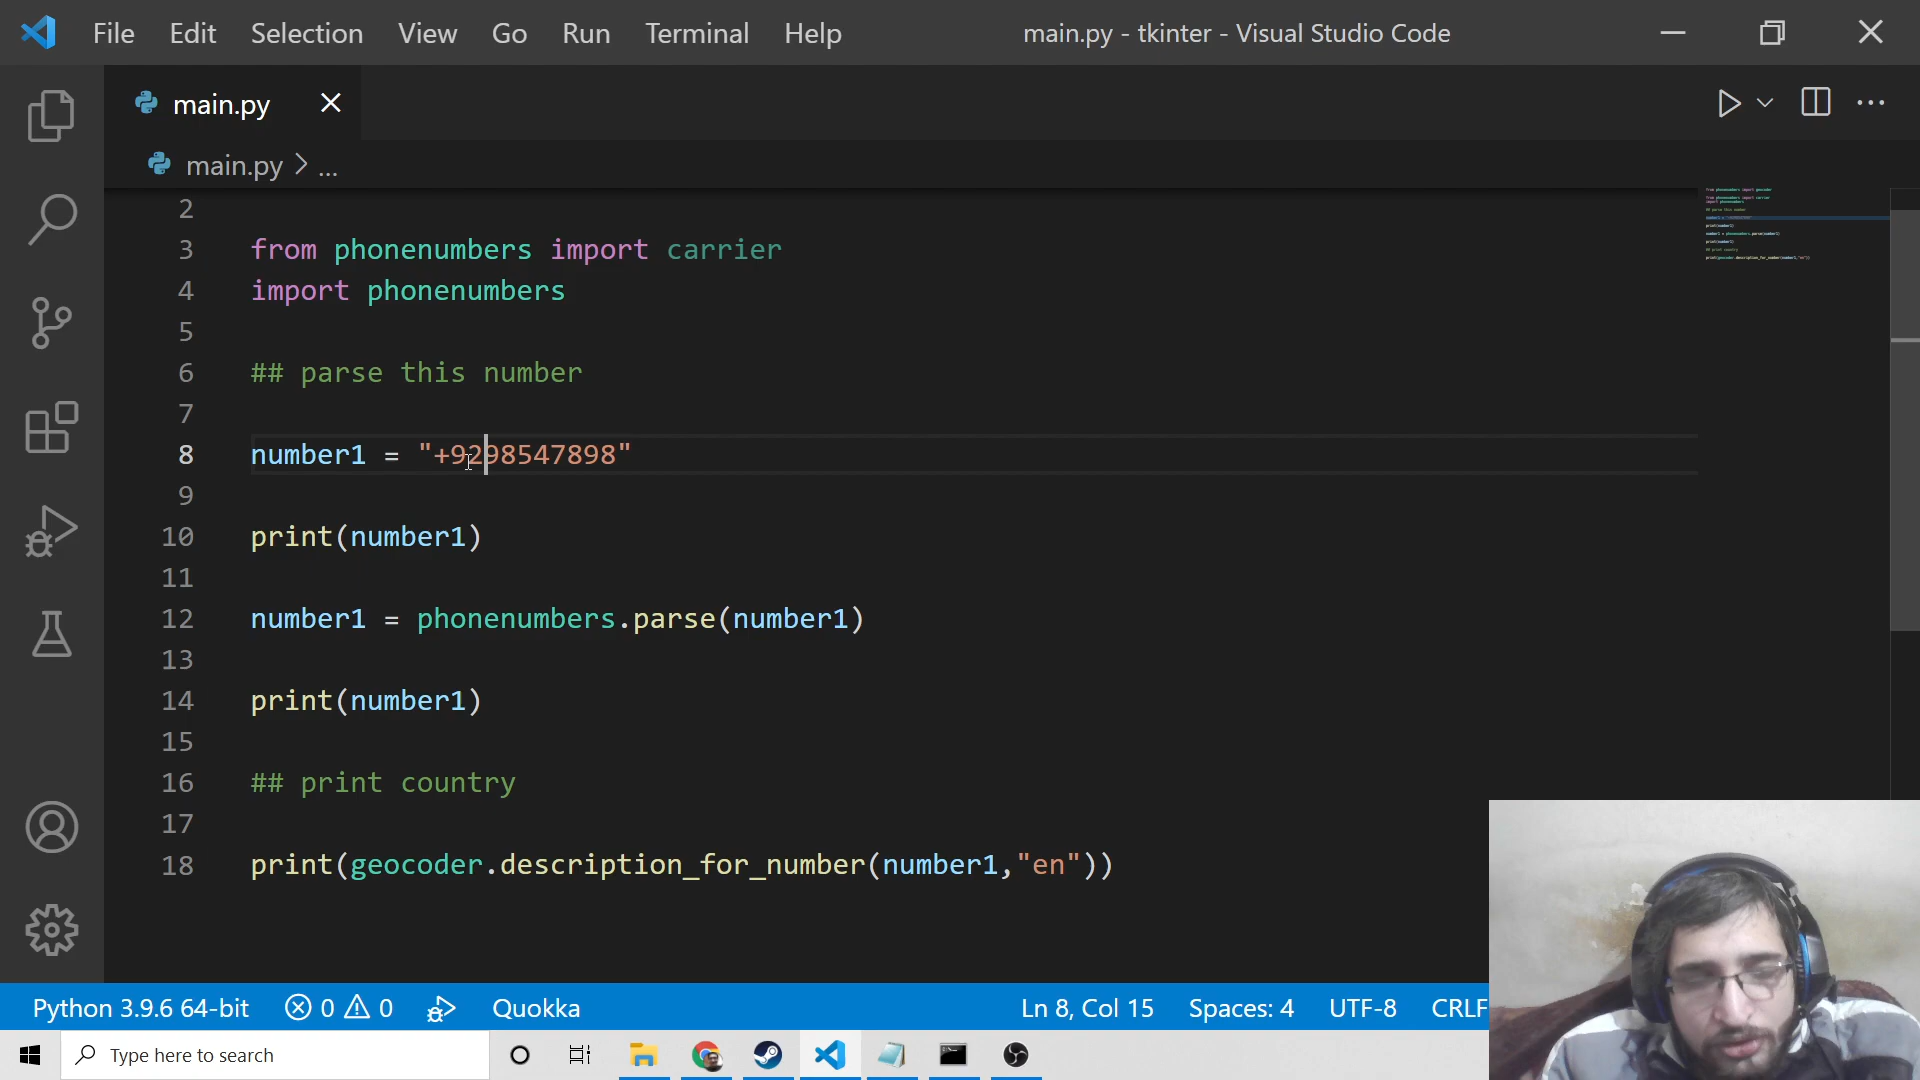 File Edit Selection View Go Run Terminal Help main.py - tkinter - Visual Studio Code
main.py
main.py > ...
2
3 from phonenumbers import carrier
4 import phonenumbers
5
6 ## parse this number
7
8 number1 = "+9298547898"
9
10 print(number1)
11
12 number1 = phonenumbers.parse(number1)
13
14 print(number1)
15
16 ## print country
17
18 print(geocoder.description_for_number(number1,"en"))
Python 3.9.6 64-bit 0 0 Quokka Ln 8, Col 15 Spaces: 4 UTF-8 CRLF
Type here to search